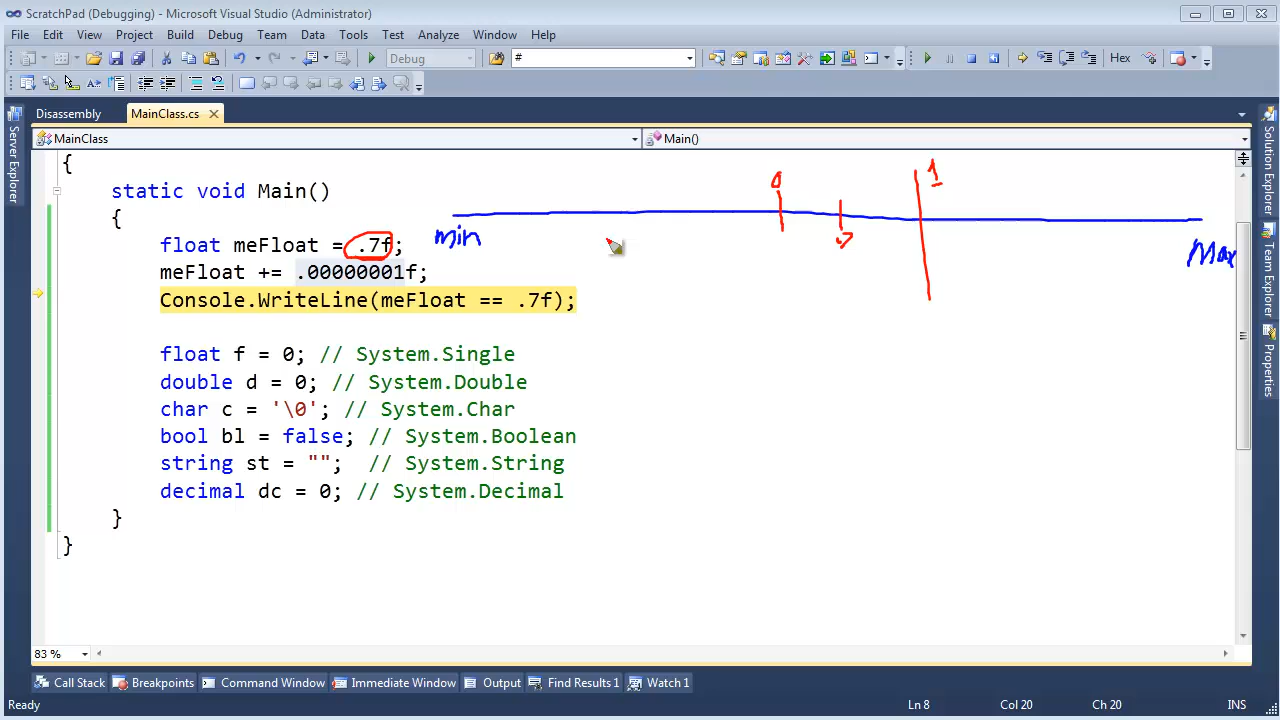 ScratchPad (Debugging) - Microsoft Visual Studio (Administrator)
File Edit View Project Build Debug Team Data Tools Test Analyze Window Help
Debug #
Hex
Disassembly MainClass.cs
MainClass Main()
Server Explorer
Solution Explorer
Team Explorer
Properties
{
static void Main()
{
float meFloat = .7f;
meFloat += .00000001f;
Console.WriteLine(meFloat == .7f);
float f = 0; // System.Single
double d = 0; // System.Double
char c = '\0'; // System.Char
bool bl = false; // System.Boolean
string st = ""; // System.String
decimal dc = 0; // System.Decimal
}
}
min 0 .7 1 Max
83 %
Call Stack Breakpoints Command Window Immediate Window Output Find Results 1 Watch 1
Ready Ln 8 Col 20 Ch 20 INS